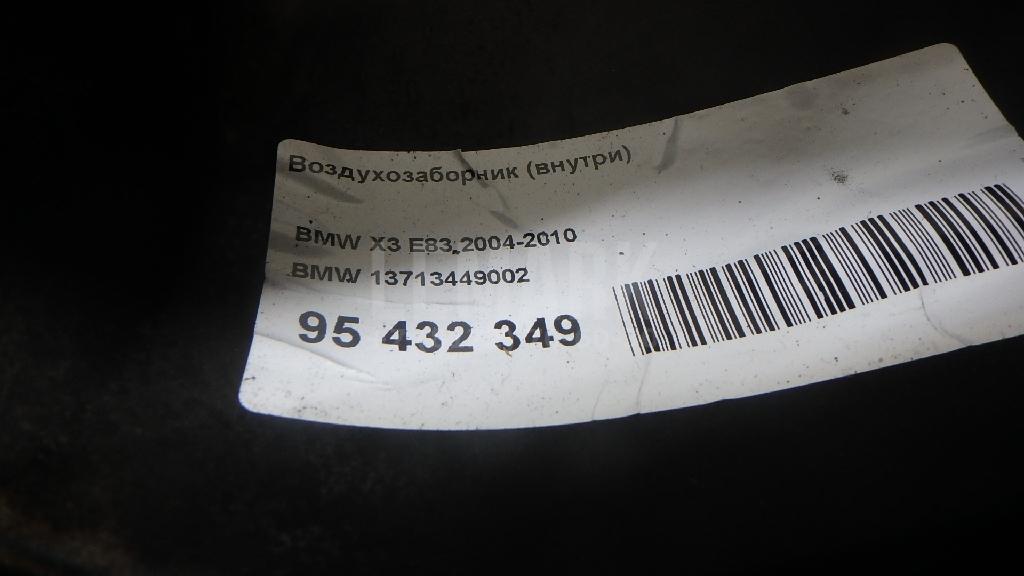 Воздухозаборник (внутри)
BMW X3 E83 2004-2010
BMW 13713449002
95 432 349